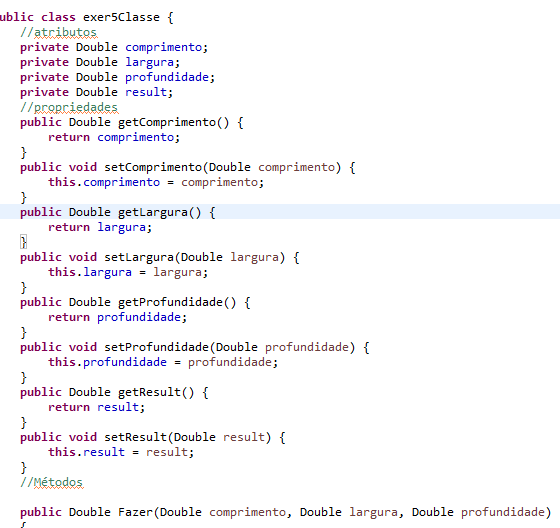 ublic class exer5Classe {
//atributos
private Double comprimento;
private Double largura;
private Double profundidade;
private Double result;
//propriedades
public Double getComprimento() {
return comprimento;
}
public void setComprimento(Double comprimento) {
this.comprimento = comprimento;
}
public Double getLargura() {
return largura;
}
public void setLargura(Double largura) {
this.largura = largura;
}
public Double getProfundidade() {
return profundidade;
}
public void setProfundidade(Double profundidade) {
this.profundidade = profundidade;
}
public Double getResult() {
return result;
}
public void setResult(Double result) {
this.result = result;
}
//Métodos
public Double Fazer(Double comprimento, Double largura, Double profundidade)
{